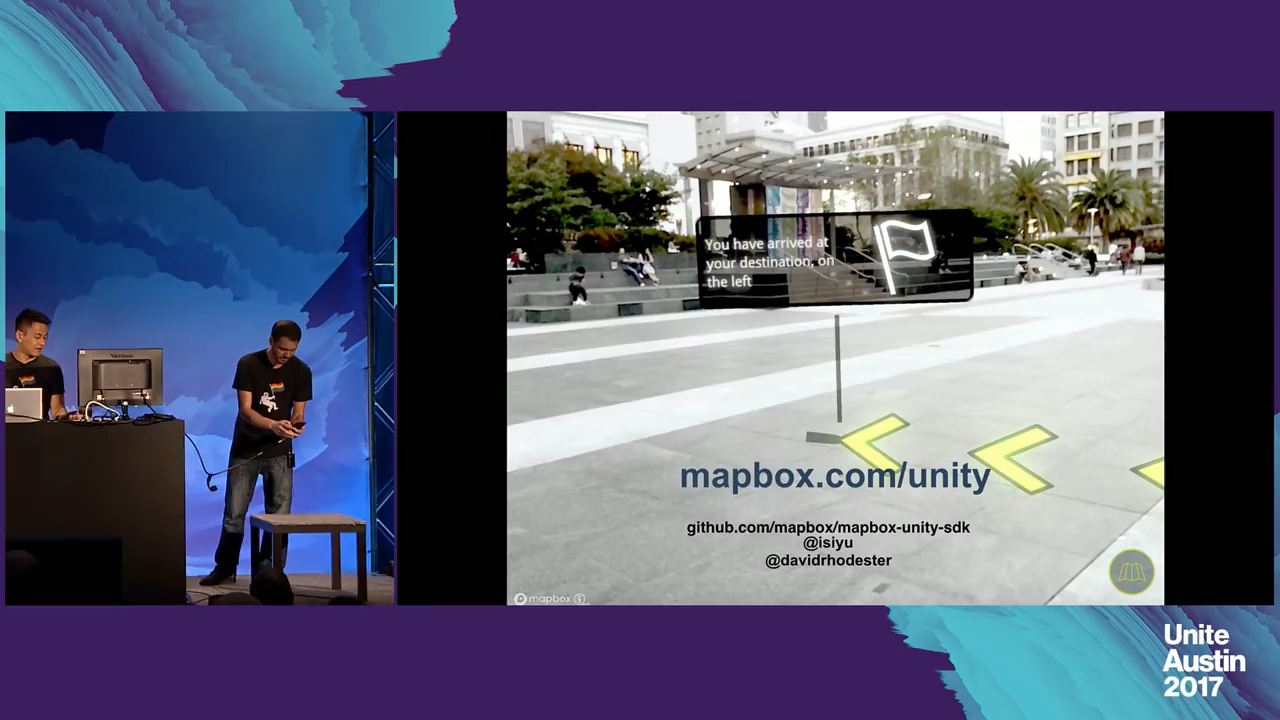 You have arrived at
your destination, on
the left
mapbox.com/unity
github.com/mapbox/mapbox-unity-sdk
@isiyu
@davidrhodester
mapbox
Unite
Austin
2017